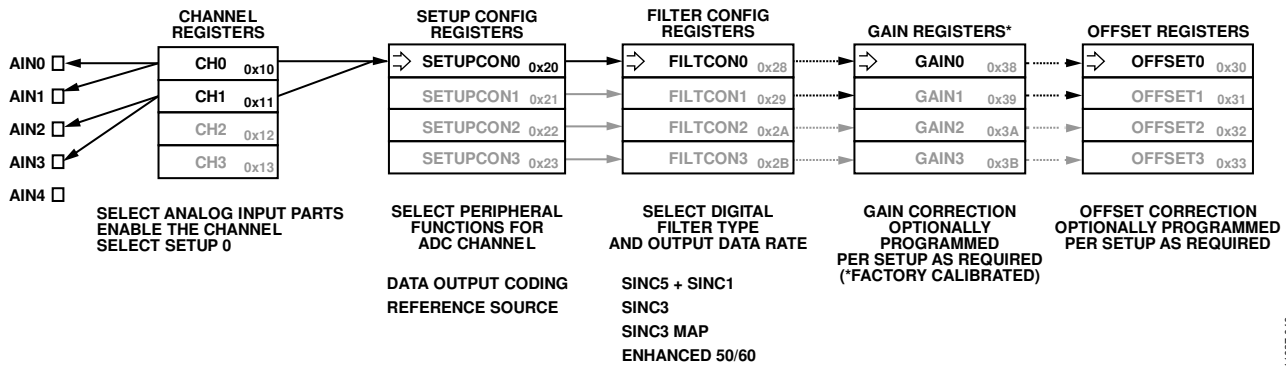 CHANNEL
REGISTERS
SETUP CONFIG
REGISTERS
FILTER CONFIG
REGISTERS
GAIN REGISTERS*
OFFSET REGISTERS
AIN0
AIN1
AIN2
AIN3
AIN4
CH0 0x10
CH1 0x11
CH2 0x12
CH3 0x13
SETUPCON0 0x20
SETUPCON1 0x21
SETUPCON2 0x22
SETUPCON3 0x23
FILTCON0 0x28
FILTCON1 0x29
FILTCON2 0x2A
FILTCON3 0x2B
GAIN0 0x38
GAIN1 0x39
GAIN2 0x3A
GAIN3 0x3B
OFFSET0 0x30
OFFSET1 0x31
OFFSET2 0x32
OFFSET3 0x33
SELECT ANALOG INPUT PARTS
ENABLE THE CHANNEL
SELECT SETUP 0
SELECT PERIPHERAL
FUNCTIONS FOR
ADC CHANNEL
DATA OUTPUT CODING
REFERENCE SOURCE
SELECT DIGITAL
FILTER TYPE
AND OUTPUT DATA RATE
SINC5 + SINC1
SINC3
SINC3 MAP
ENHANCED 50/60
GAIN CORRECTION
OPTIONALLY
PROGRAMMED
PER SETUP AS REQUIRED
(*FACTORY CALIBRATED)
OFFSET CORRECTION
OPTIONALLY PROGRAMMED
PER SETUP AS REQUIRED